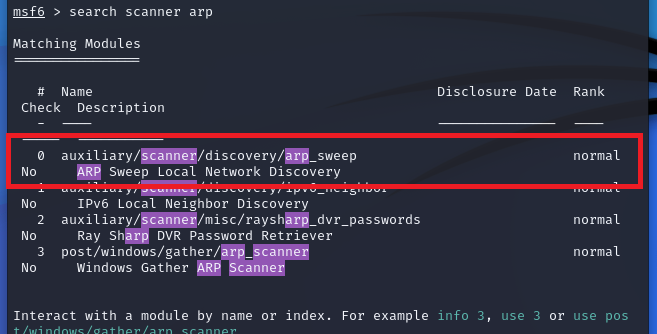 msf6 > search scanner arp
Matching Modules
================
# Name Disclosure Date Rank
Check Description
- ---- --------------- ----
----- -----------
0 auxiliary/scanner/discovery/arp_sweep normal
No ARP Sweep Local Network Discovery
1 auxiliary/scanner/discovery/ipv6_neighbor normal
No IPv6 Local Neighbor Discovery
2 auxiliary/scanner/misc/raysharp_dvr_passwords normal
No Ray Sharp DVR Password Retriever
3 post/windows/gather/arp_scanner normal
No Windows Gather ARP Scanner
Interact with a module by name or index. For example info 3, use 3 or use pos
t/windows/gather/arp_scanner